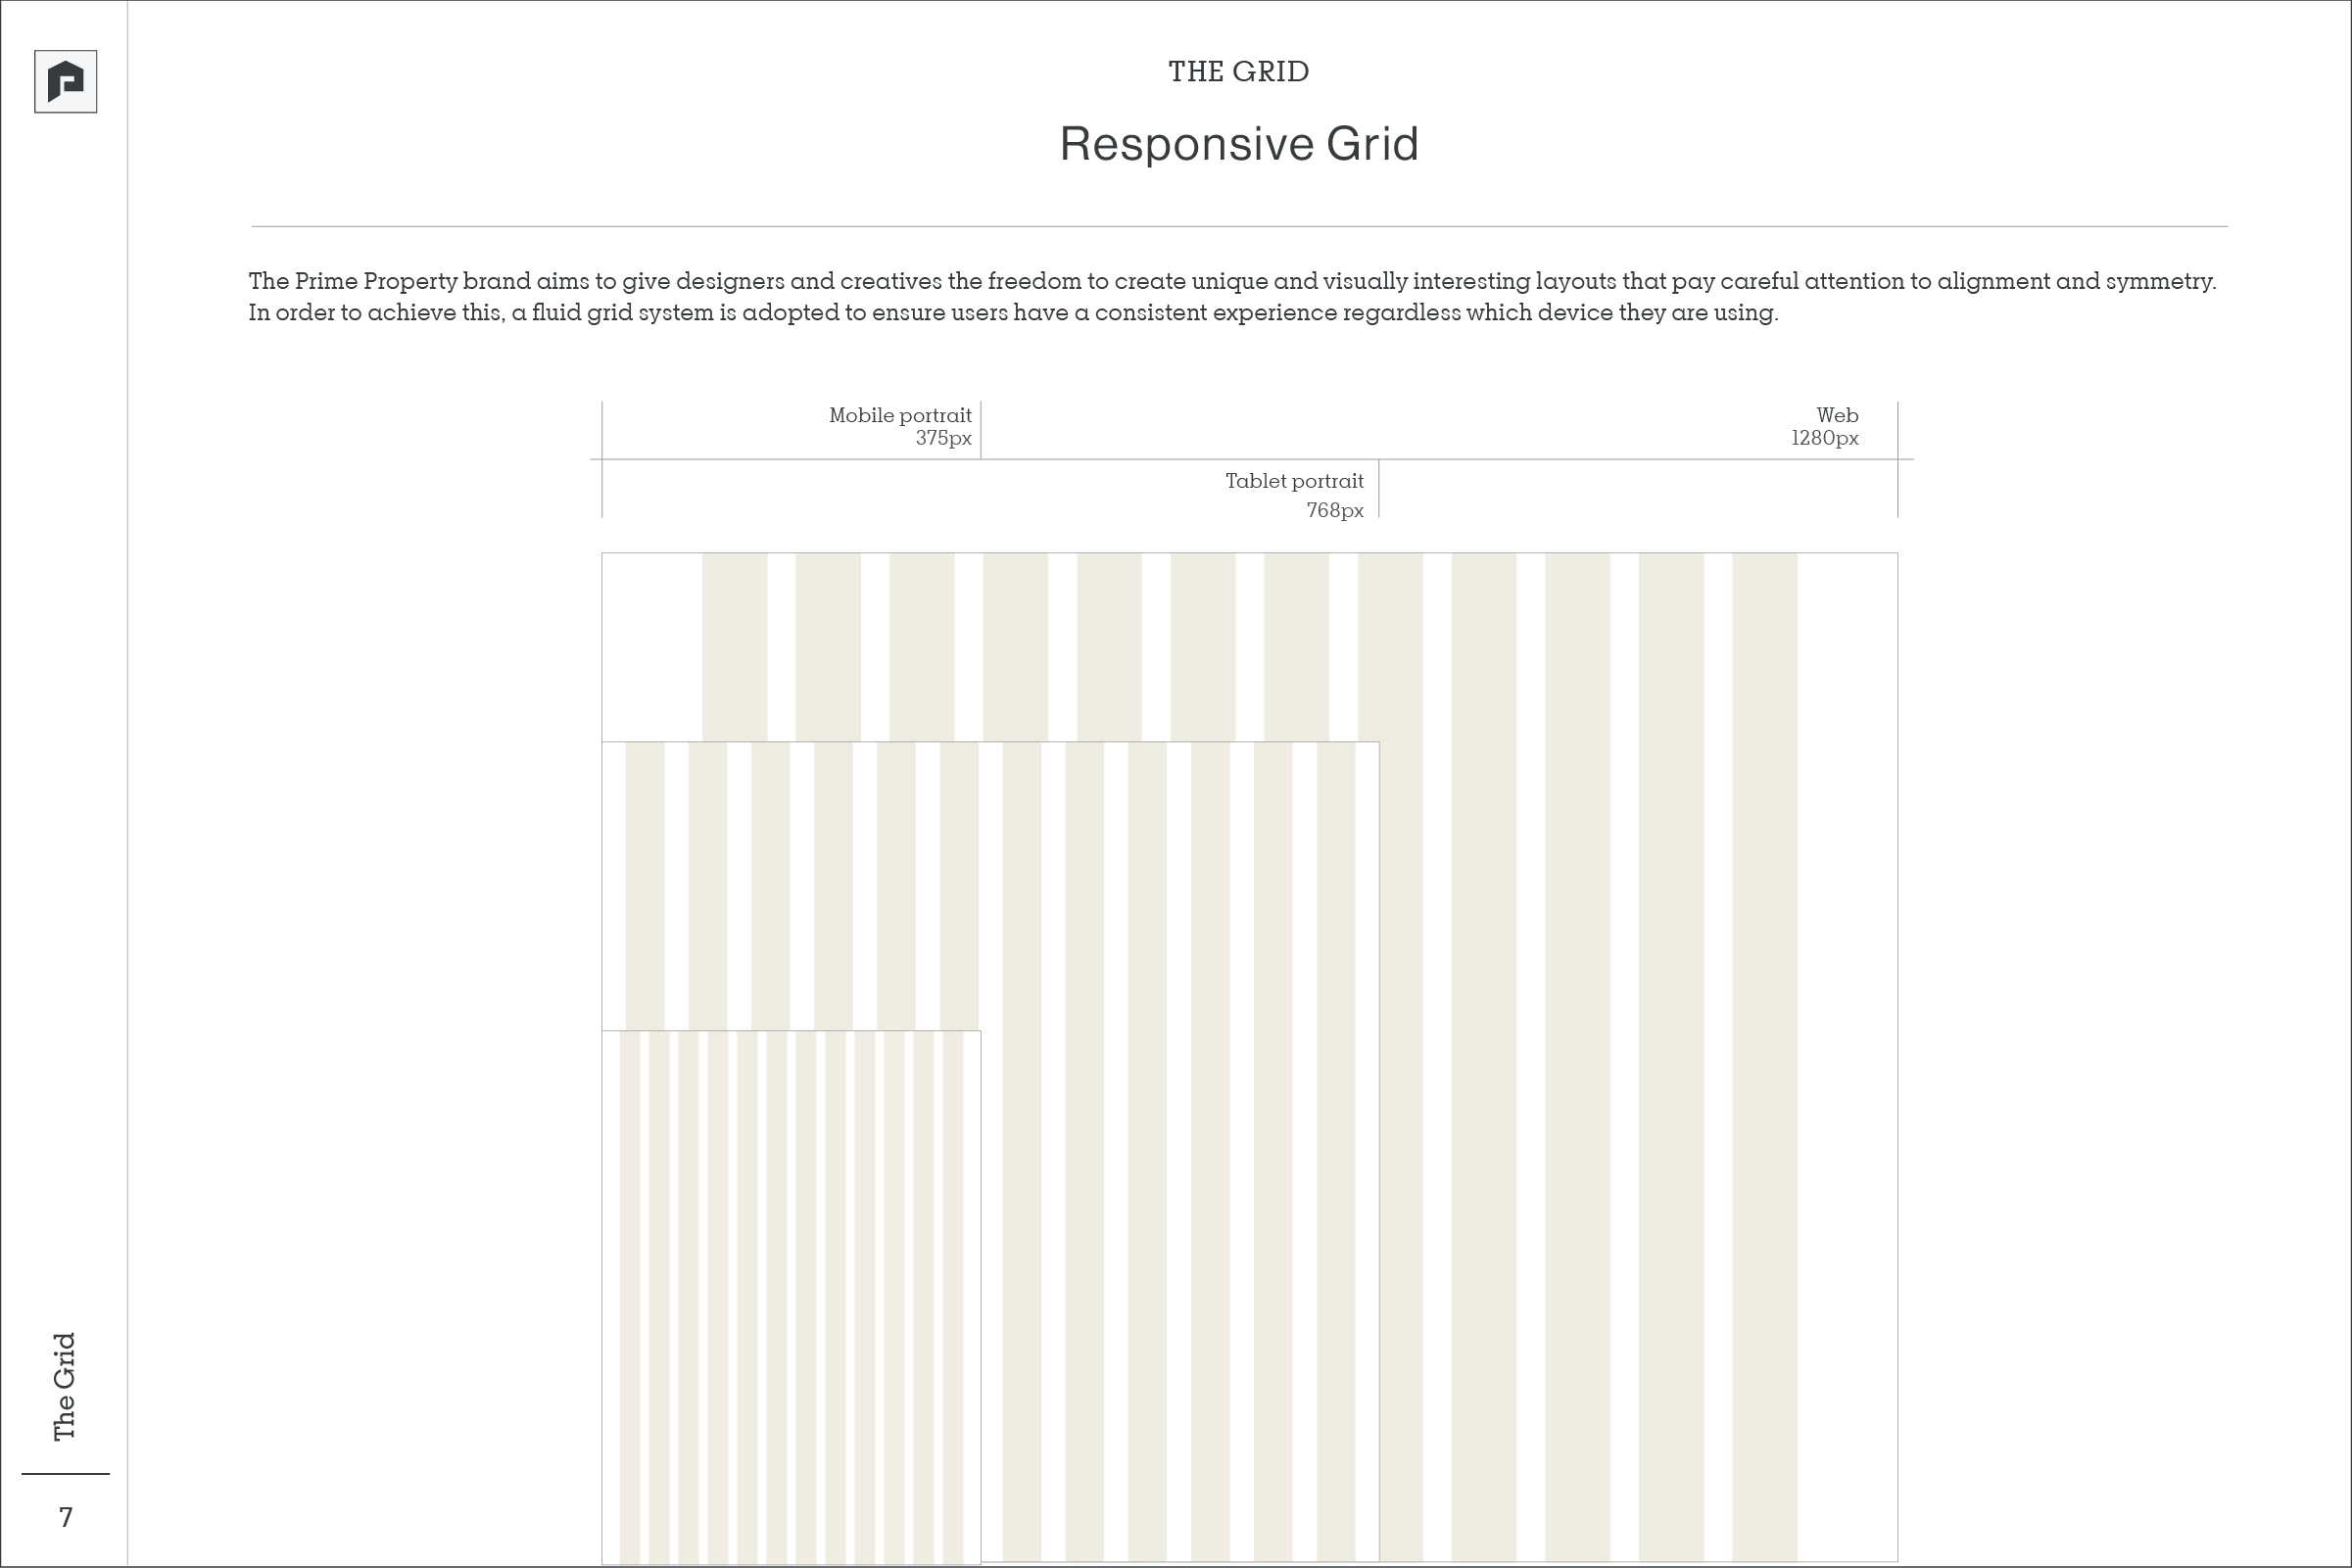 THE GRID
Responsive Grid
The Prime Property brand aims to give designers and creatives the freedom to create unique and visually interesting layouts that pay careful attention to alignment and symmetry.
In order to achieve this, a fluid grid system is adopted to ensure users have a consistent experience regardless which device they are using.
Mobile portrait
375px
Web
1280px
Tablet portrait
768px
The Grid
7